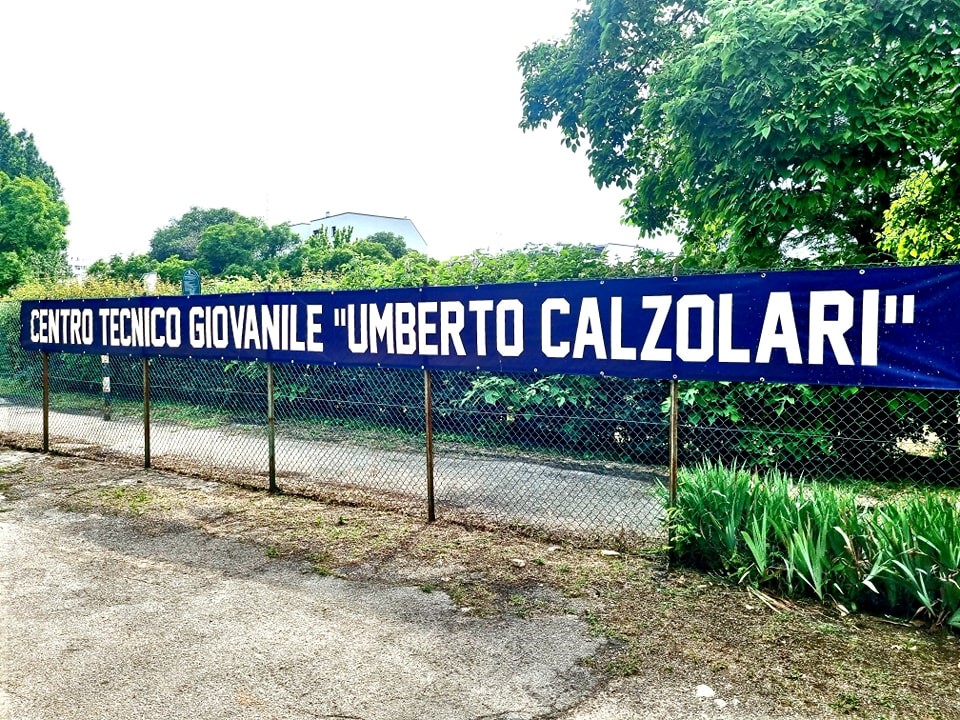 CENTRO TECNICO GIOVANILE "UMBERTO CALZOLARI"